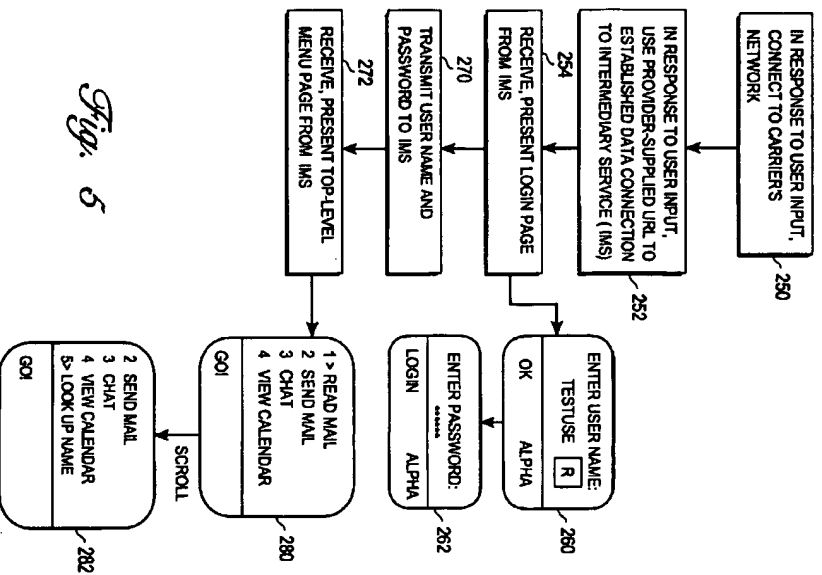 IN RESPONSE TO USER INPUT,
CONNECT TO CARRIER'S
NETWORK
250
IN RESPONSE TO USER INPUT,
USE PROVIDER-SUPPLIED URL TO
ESTABLISHED DATA CONNECTION
TO INTERMEDIARY SERVICE (IMS)
252
254
RECEIVE, PRESENT LOGIN PAGE
FROM IMS
270
TRANSMIT USER NAME AND
PASSWORD TO IMS
272
RECEIVE, PRESENT TOP-LEVEL
MENU PAGE FROM IMS
ENTER USER NAME:
TESTUSE R
OK ALPHA
260
ENTER PASSWORD:
******
LOGIN ALPHA
262
1 > READ MAIL
2 SEND MAIL
3 CHAT
4 VIEW CALENDAR
GO!
280
SCROLL
2 SEND MAIL
3 CHAT
4 VIEW CALENDAR
5> LOOK UP NAME
GO!
282
Fig. 5